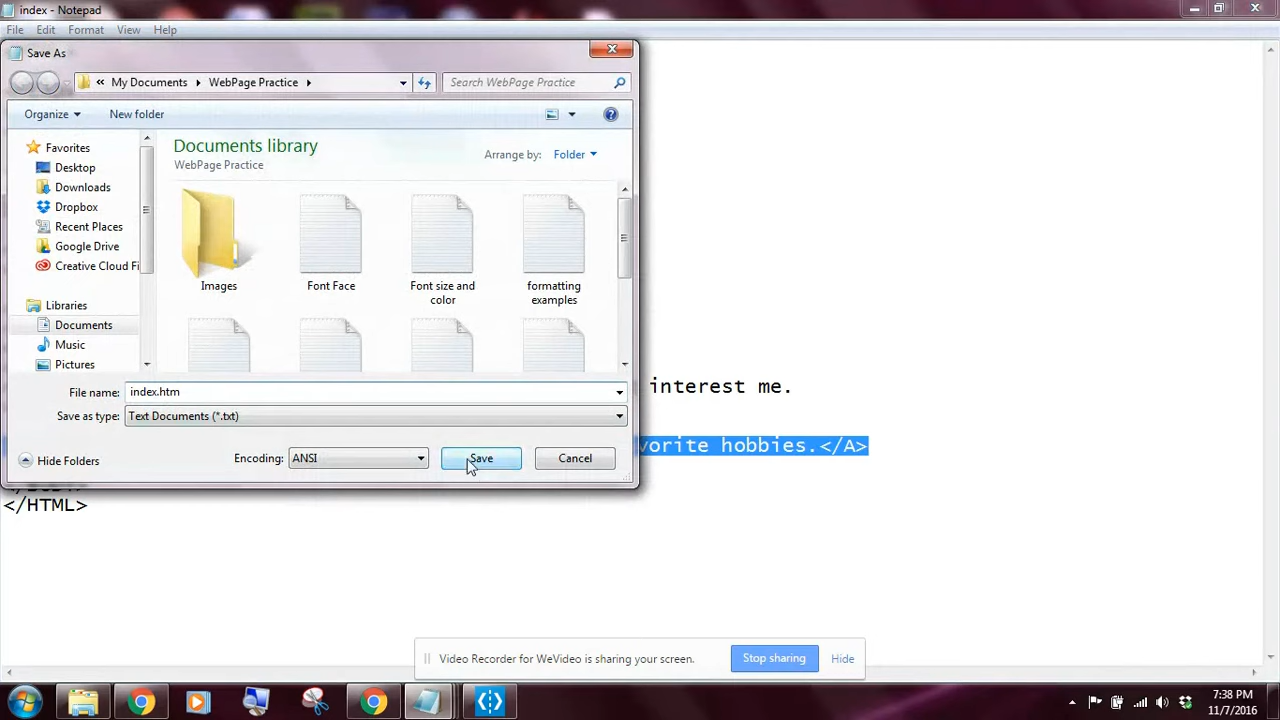 index - Notepad
File Edit Format View Help
Save As
« My Documents WebPage Practice
Search WebPage Practice
Organize New folder
Favorites
Desktop
Downloads
Dropbox
Recent Places
Google Drive
Creative Cloud Fi
Libraries
Documents
Music
Pictures
Documents library
WebPage Practice
Arrange by: Folder
Images
Font Face
Font size and
color
formatting
examples
File name: index.htm
Save as type: Text Documents (*.txt)
Hide Folders
Encoding: ANSI
Save
Cancel
interest me.
vorite hobbies.</A>
</HTML>
Video Recorder for WeVideo is sharing your screen.
Stop sharing
Hide
7:38 PM
11/7/2016